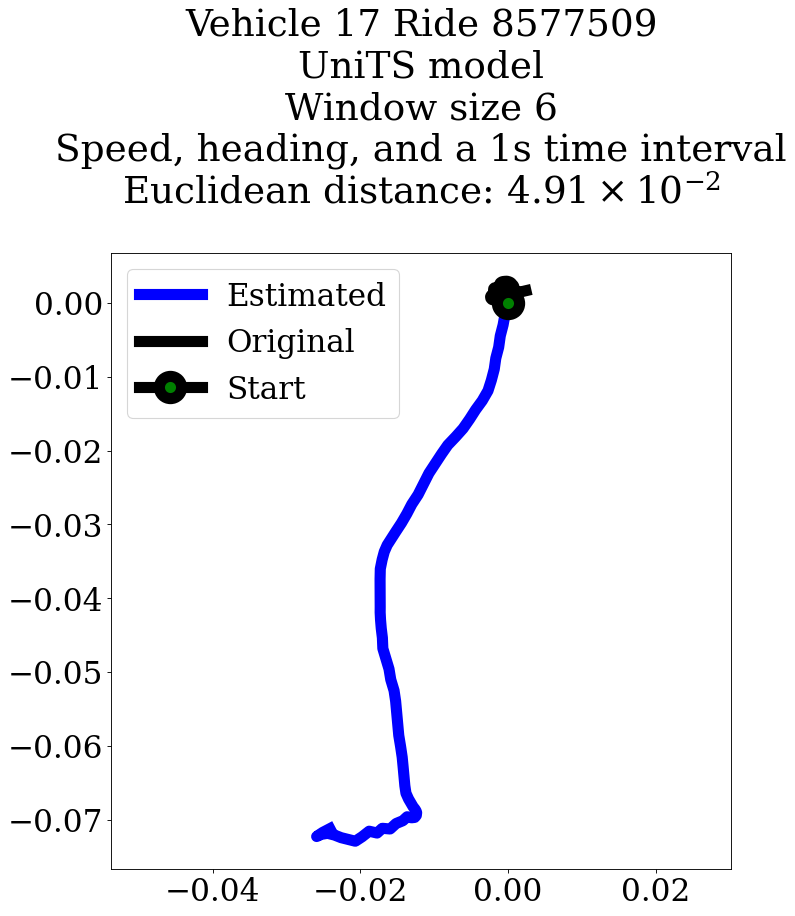 Vehicle 17 Ride 8577509
UniTS model
Window size 6
Speed, heading, and a 1s time interval
Euclidean distance: 4.91 × 10⁻²
Estimated
Original
Start
0.00
−0.01
−0.02
−0.03
−0.04
−0.05
−0.06
−0.07
−0.04 −0.02 0.00 0.02